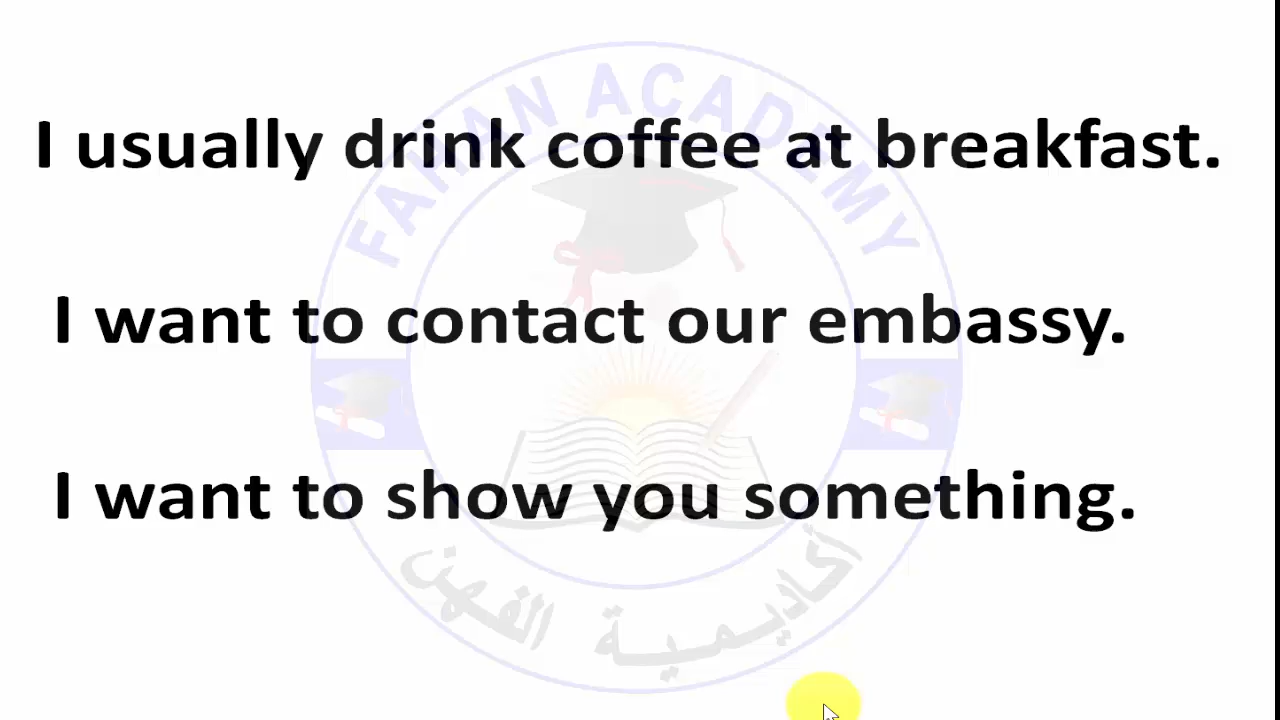 FAHAN ACADEMY
I usually drink coffee at breakfast.
I want to contact our embassy.
I want to show you something.
أكاديمية الفهن